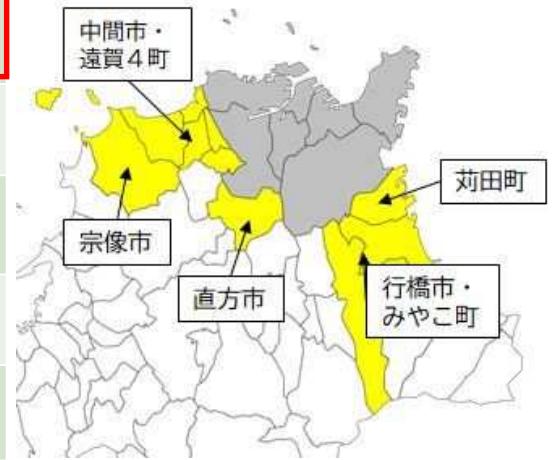 中間市・
遠賀４町
苅田町
宗像市
直方市
行橋市・
みやこ町